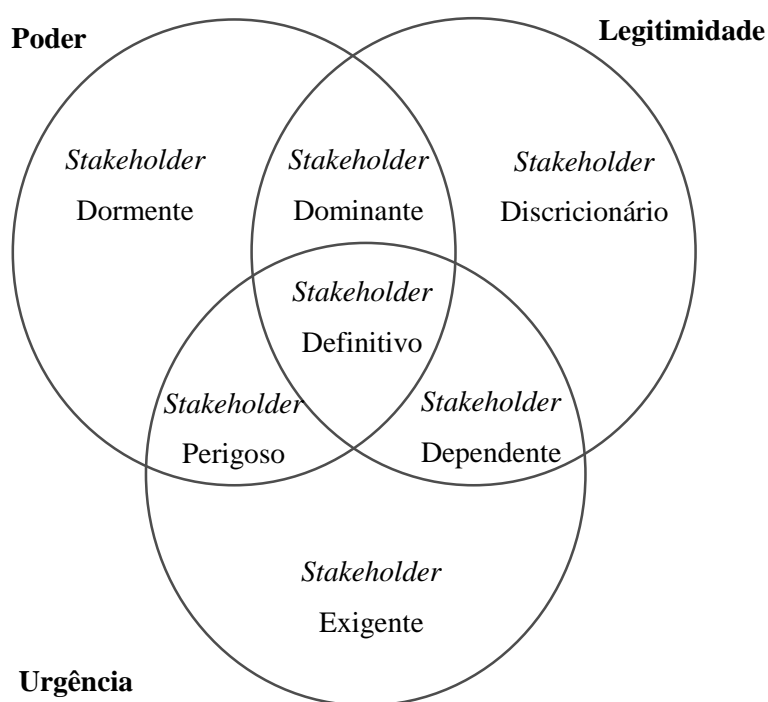 Poder
Legitimidade
Stakeholder
Dormente
Stakeholder
Dominante
Stakeholder
Discricionário
Stakeholder
Definitivo
Stakeholder
Perigoso
Stakeholder
Dependente
Stakeholder
Exigente
Urgência